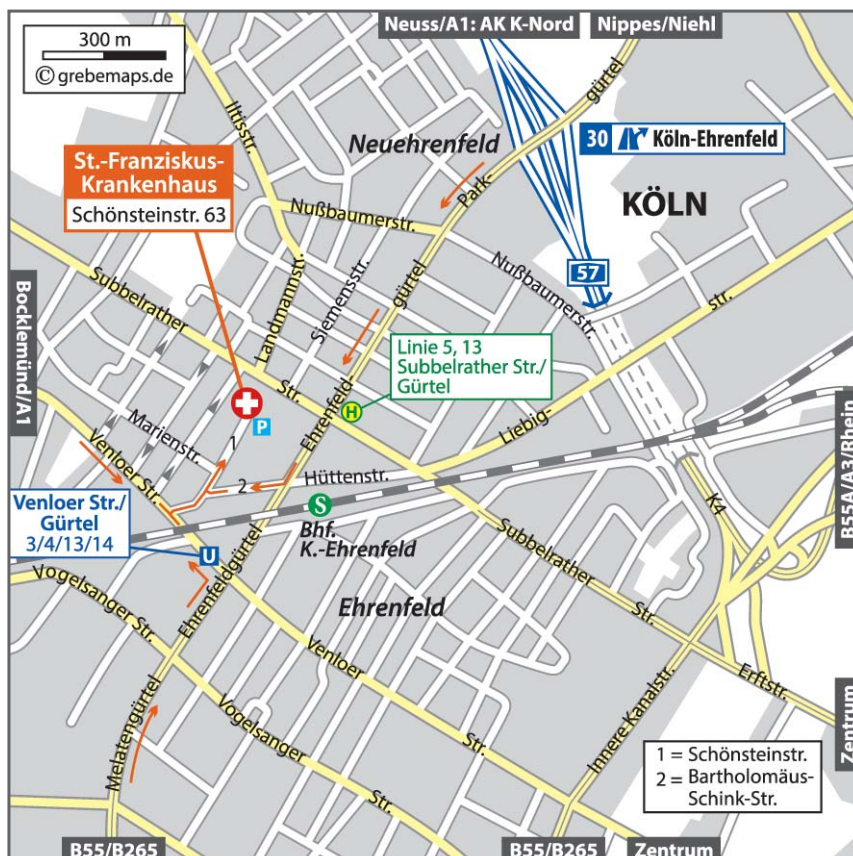 Neuss/A1: AK K-Nord
Nippes/Niehl
300 m
© grebemaps.de
Iltisstr.
Neuehrenfeld
gürtel
30 Köln-Ehrenfeld
St.-Franziskus-
Krankenhaus
Schönsteinstr. 63
Park-
KÖLN
Nußbaumerstr.
Nußbaumerstr.
57
Subbelrather
Landmannstr.
Siemensstr.
gürtel
str.
Bocklemünd/A1
Linie 5, 13
Subbelrather Str./
Gürtel
H
Str.
P
1
Ehrenfeld-
Liebig-
Marienstr.
Venloer Str.
2
Hüttenstr.
S
Bhf.
K.-Ehrenfeld
B55A/A3/Rhein
K4
Venloer Str./
Gürtel
3/4/13/14
U
Subbelrather
Str.
Vogelsanger Str.
Ehrenfeldgürtel
Ehrenfeld
Venloer
Str.
Erftstr.
Zentrum
Melatengürtel
Vogelsanger
Str.
Innere Kanalstr.
1 = Schönsteinstr.
2 = Bartholomäus-
Schink-Str.
B55/B265
B55/B265
Zentrum